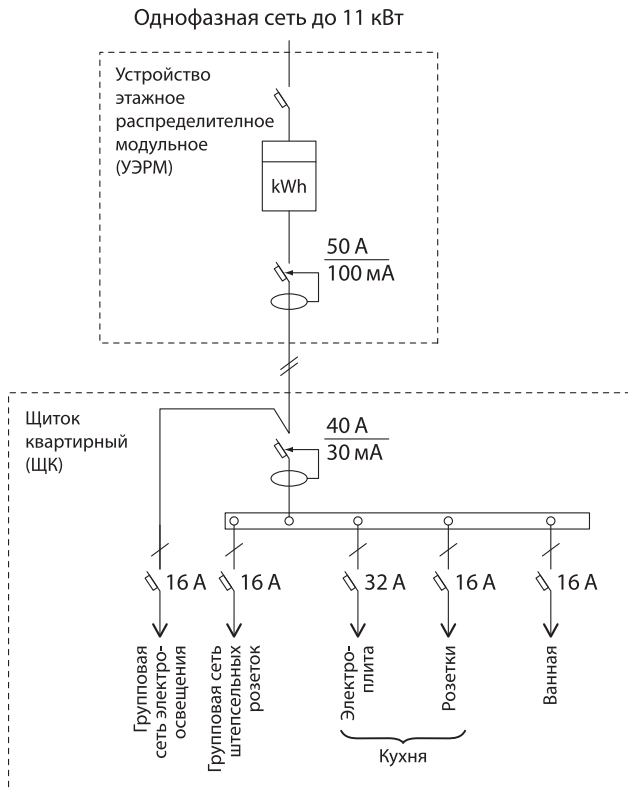 Однофазная сеть до 11 кВт
Устройство
этажное
распределителное
модульное
(УЭРМ)
kWh
50 А
100 мА
Щиток
квартирный
(ЩК)
40 А
30 мА
16 А
16 А
32 А
16 А
16 А
Групповая
сеть электро-
освещения
Групповая сеть
штепсельных
розеток
Электро-
плита
Розетки
Ванная
Кухня